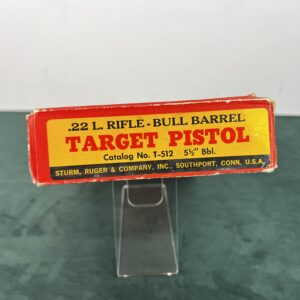 .22 L. RIFLE - BULL BARREL
TARGET PISTOL
Catalog No. T-512 5½" Bbl.
STURM, RUGER & COMPANY, INC., SOUTHPORT, CONN. U.S.A.